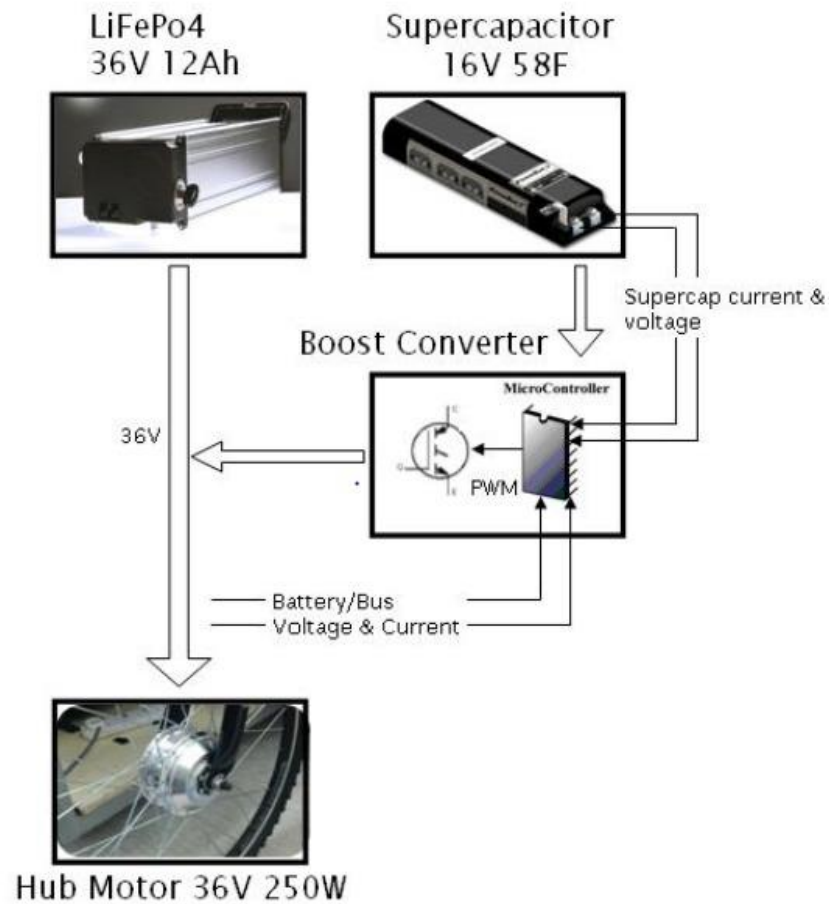 LiFePo4
36V 12Ah
Supercapacitor
16V 58F
Supercap current &
voltage
Boost Converter
MicroController
C
G
E
PWM
36V
Battery/Bus
Voltage & Current
Hub Motor 36V 250W